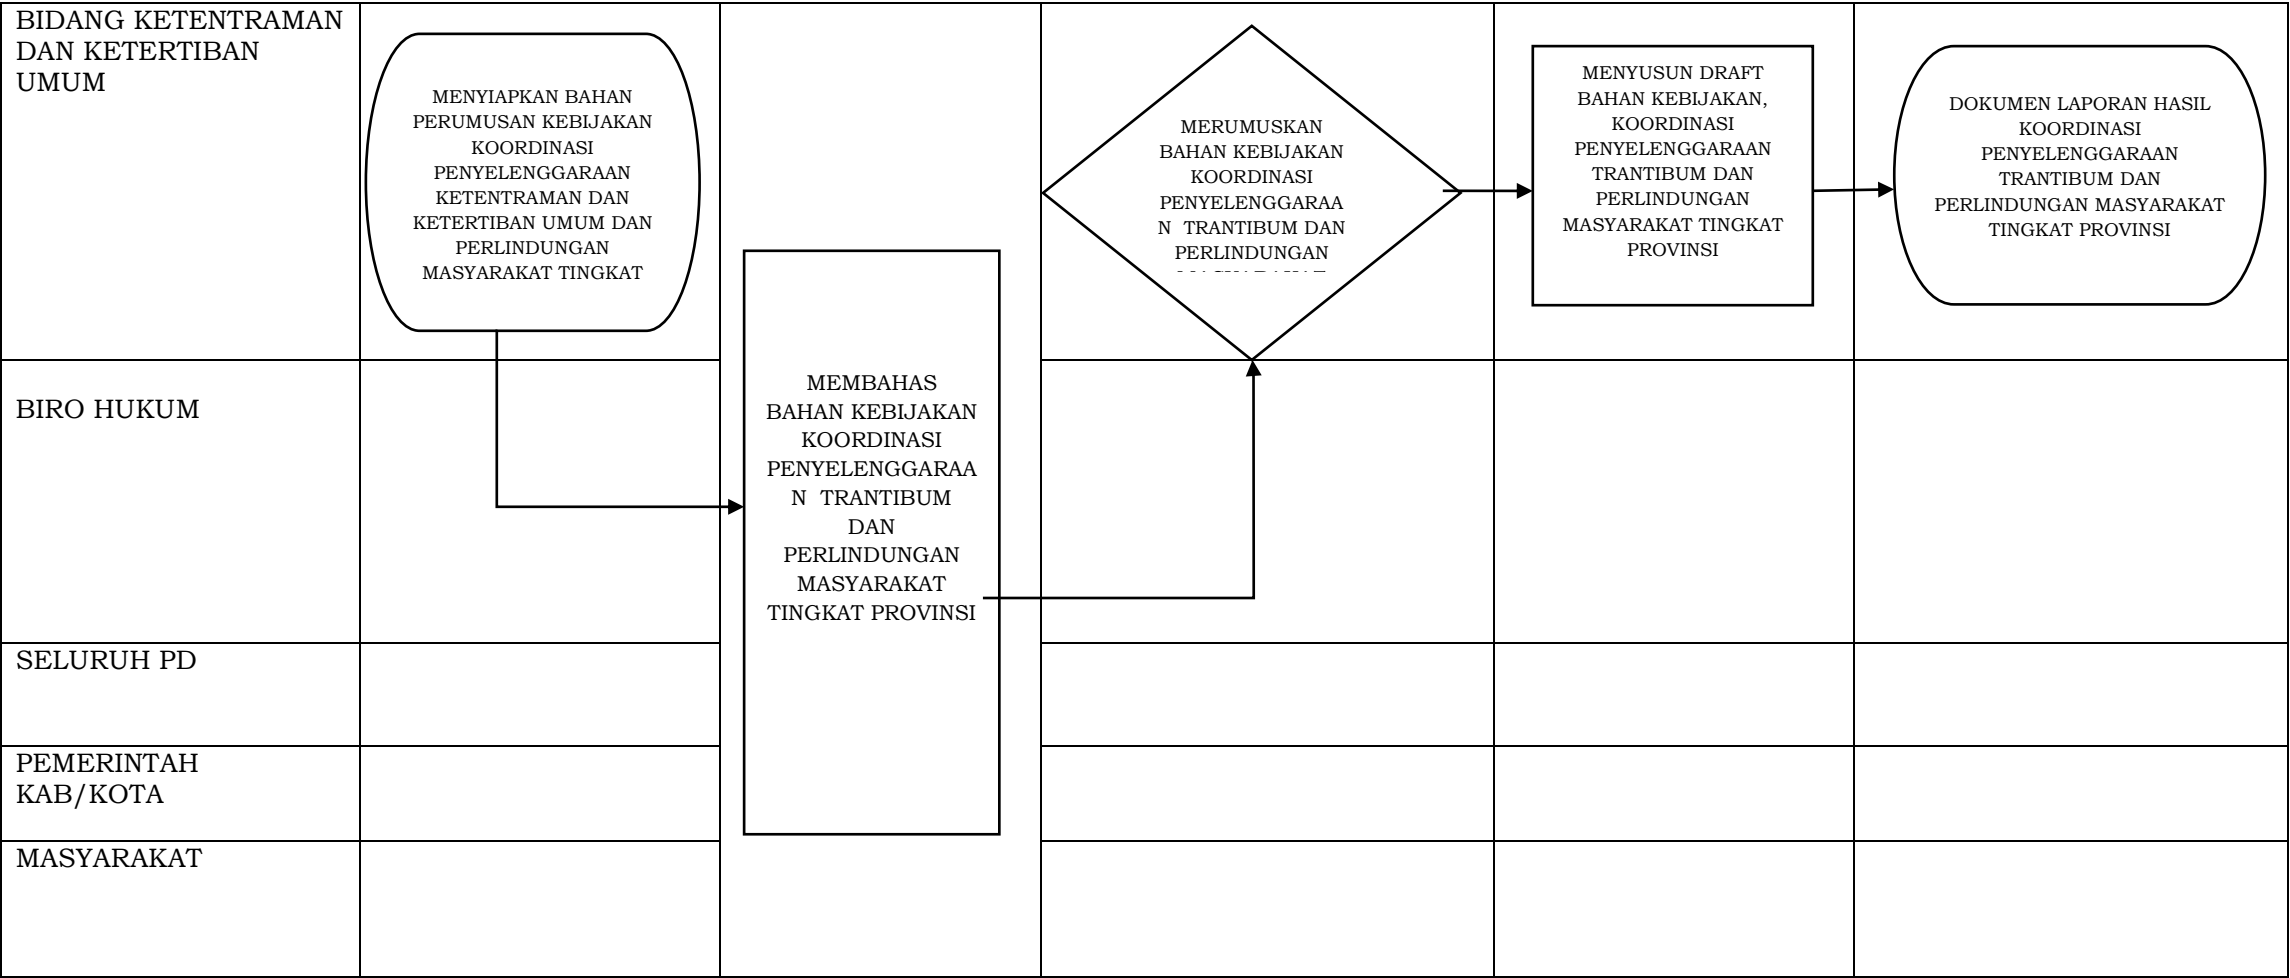 BIDANG KETENTRAMAN
DAN KETERTIBAN
UMUM
MENYIAPKAN BAHAN
PERUMUSAN KEBIJAKAN
KOORDINASI
PENYELENGGARAAN
KETENTRAMAN DAN
KETERTIBAN UMUM DAN
PERLINDUNGAN
MASYARAKAT TINGKAT
MERUMUSKAN
BAHAN KEBIJAKAN
KOORDINASI
PENYELENGGARAA
N TRANTIBUM DAN
PERLINDUNGAN
MENYUSUN DRAFT
BAHAN KEBIJAKAN,
KOORDINASI
PENYELENGGARAAN
TRANTIBUM DAN
PERLINDUNGAN
MASYARAKAT TINGKAT
PROVINSI
DOKUMEN LAPORAN HASIL
KOORDINASI
PENYELENGGARAAN
TRANTIBUM DAN
PERLINDUNGAN MASYARAKAT
TINGKAT PROVINSI
BIRO HUKUM
MEMBAHAS
BAHAN KEBIJAKAN
KOORDINASI
PENYELENGGARAA
N TRANTIBUM
DAN
PERLINDUNGAN
MASYARAKAT
TINGKAT PROVINSI
SELURUH PD
PEMERINTAH
KAB/KOTA
MASYARAKAT